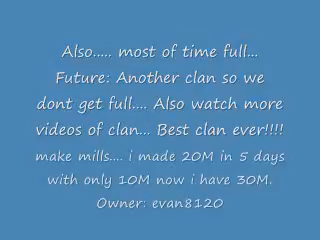 Also..... most of time full...
Future: Another clan so we
dont get full.... Also watch more
videos of clan... Best clan ever!!!!
make mills.... i made 20M in 5 days
with only 10M now i have 30M.
Owner: evan8120